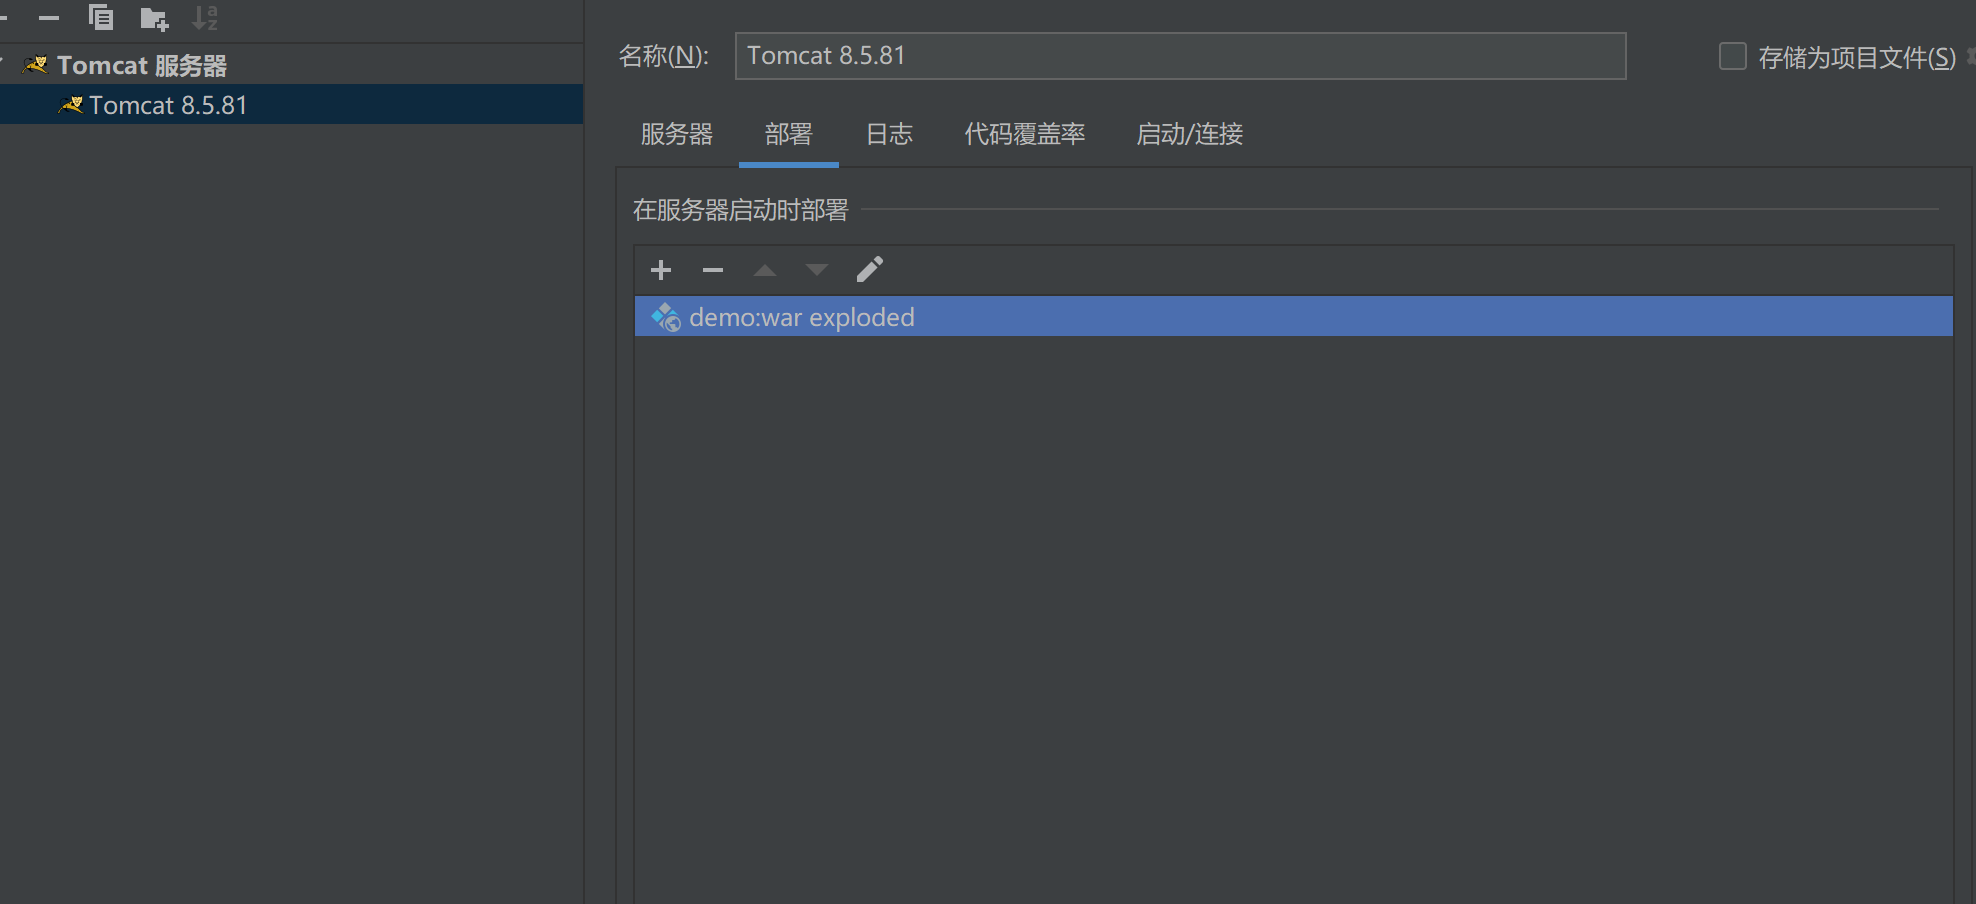 Tomcat 服务器
Tomcat 8.5.81
名称(N): Tomcat 8.5.81
存储为项目文件(S)
服务器 部署 日志 代码覆盖率 启动/连接
在服务器启动时部署
demo:war exploded